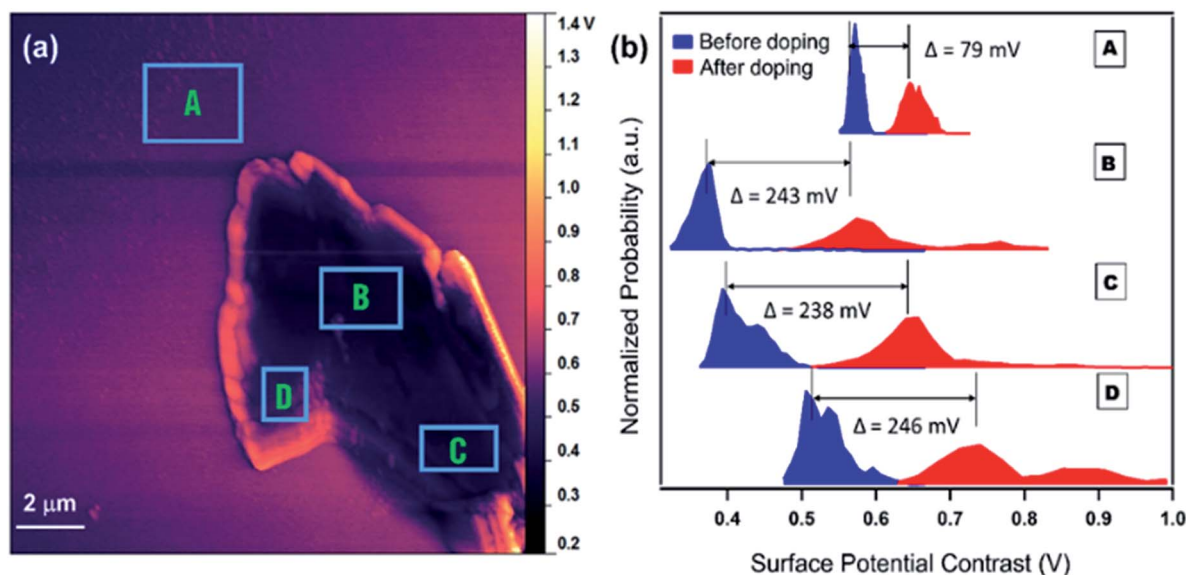 (a)
A
B
D
C
2 μm
1.4 V
1.3
1.2
1.1
1.0
0.9
0.8
0.7
0.6
0.5
0.4
0.3
0.2
(b)
Before doping
After doping
Δ = 79 mV
A
Δ = 243 mV
B
Δ = 238 mV
C
Δ = 246 mV
D
Normalized Probability (a.u.)
0.4 0.5 0.6 0.7 0.8 0.9 1.0
Surface Potential Contrast (V)